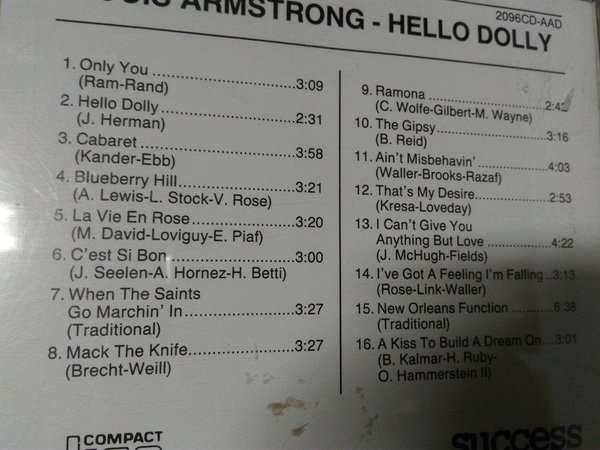 LOUIS ARMSTRONG - HELLO DOLLY
2096CD-AAD
1. Only You ........ 3:09
(Ram-Rand)
2. Hello Dolly ........ 2:31
(J. Herman)
3. Cabaret ........ 3:58
(Kander-Ebb)
4. Blueberry Hill ........ 3:21
(A. Lewis-L. Stock-V. Rose)
5. La Vie En Rose ........ 3:20
(M. David-Loviguy-E. Piaf)
6. C'est Si Bon ........ 3:00
(J. Seelen-A. Hornez-H. Betti)
7. When The Saints
Go Marchin' In ........ 3:27
(Traditional)
8. Mack The Knife ........ 3:27
(Brecht-Weill)
9. Ramona ........
(C. Wolfe-Gilbert-M. Wayne)
10. The Gipsy ........ 3:16
(B. Reid)
11. Ain't Misbehavin' ........ 4:03
(Waller-Brooks-Razaf)
12. That's My Desire ........ 2:53
(Kresa-Loveday)
13. I Can't Give You
Anything But Love ........ 4:22
(J. McHugh-Fields)
14. I've Got A Feeling I'm Falling .. 3:13
(Rose-Link-Waller)
15. New Orleans Function ........ 6:38
(Traditional)
16. A Kiss To Build A Dream On .... 3:01
(B. Kalmar-H. Ruby-
O. Hammerstein II)
COMPACT
success